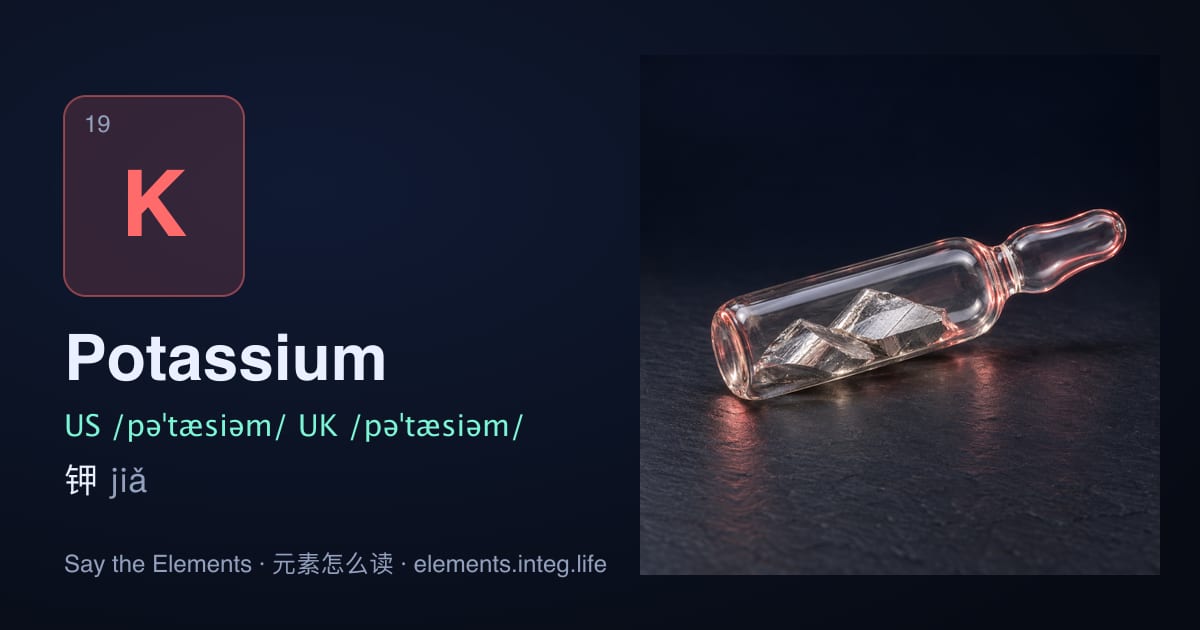 19
K
Potassium
US /pəˈtæsiəm/ UK /pəˈtæsiəm/
钾 jiǎ
Say the Elements · 元素怎么读 · elements.integ.life